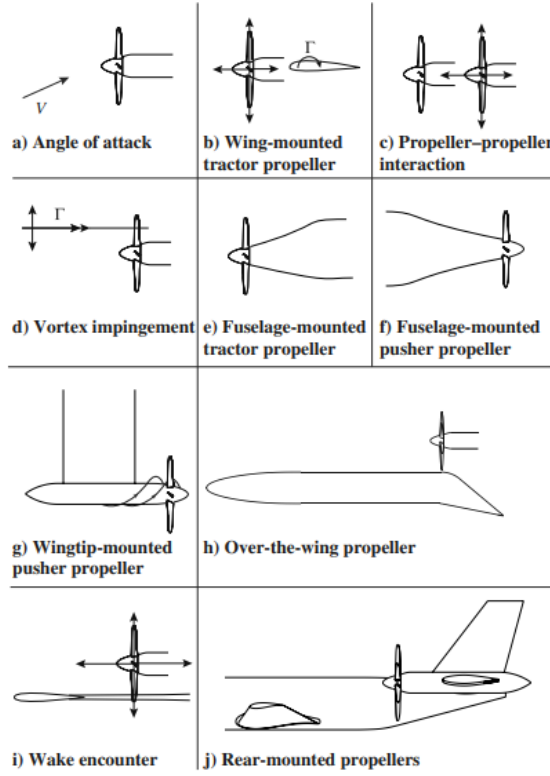 V
a) Angle of attack
Γ
b) Wing-mounted
tractor propeller
c) Propeller–propeller
interaction
Γ
d) Vortex impingement
e) Fuselage-mounted
tractor propeller
f) Fuselage-mounted
pusher propeller
g) Wingtip-mounted
pusher propeller
h) Over-the-wing propeller
i) Wake encounter
j) Rear-mounted propellers